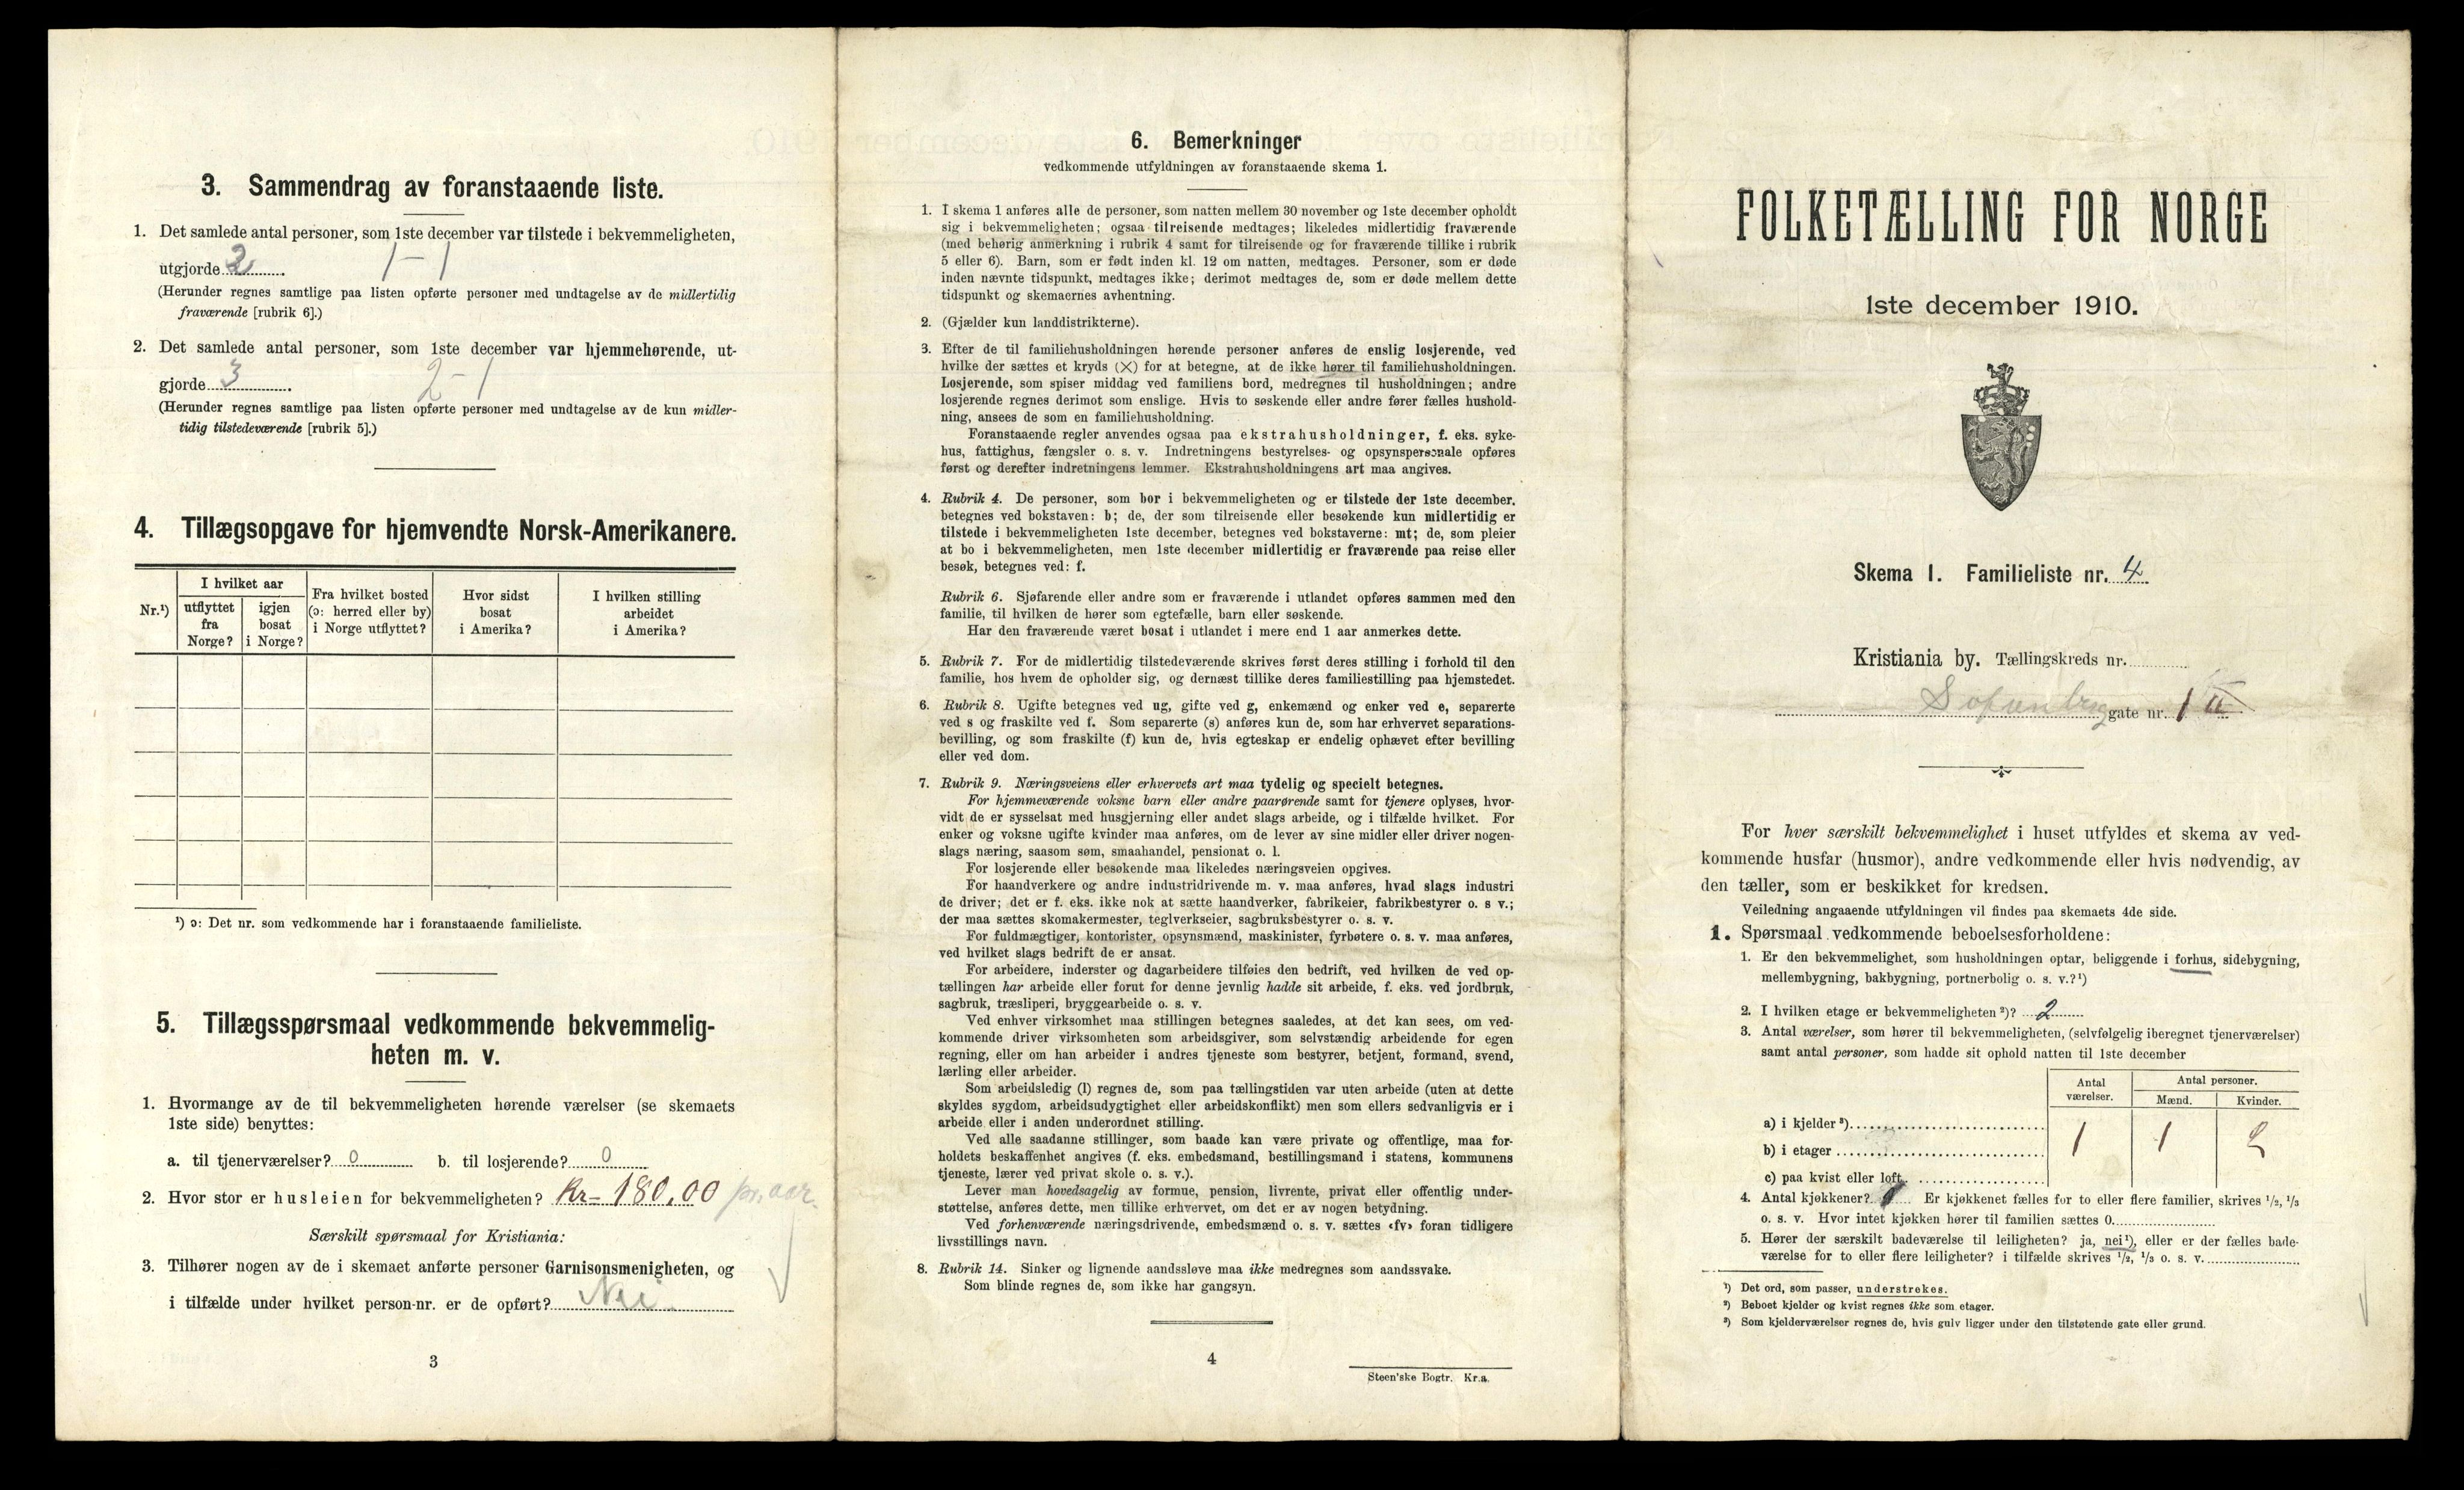 3. Sammendrag av foranstaaende liste.
1. Det samlede antal personer, som 1ste december var tilstede i bekvemmeligheten,
utgjorde 2 1-1
(Herunder regnes samtlige paa listen opførte personer med undtagelse av de midlertidig
fraværende [rubrik 6].)
2. Det samlede antal personer, som 1ste december var hjemmehørende, ut-
gjorde 3 2-1
(Herunder regnes samtlige paa listen opførte personer med undtagelse av de kun midler-
tidig tilstedeværende [rubrik 5].)
4. Tillægsopgave for hjemvendte Norsk-Amerikanere.
Nr.¹)
I hvilket aar
utflyttet fra Norge?
igjen bosat i Norge?
Fra hvilket bosted (ɔ: herred eller by) i Norge utflyttet?
Hvor sidst bosat i Amerika?
I hvilken stilling arbeidet i Amerika?
¹) ɔ: Det nr. som vedkommende har i foranstaaende familieliste.
5. Tillægsspørsmaal vedkommende bekvemmelig-
heten m. v.
1. Hvormange av de til bekvemmeligheten hørende værelser (se skemaets
1ste side) benyttes:
a. til tjenerværelser? 0 b. til losjerende? 0
2. Hvor stor er husleien for bekvemmeligheten? Kr= 180,00 pr. aar.
Særskilt spørsmaal for Kristiania:
3. Tilhører nogen av de i skemaet anførte personer Garnisonsmenigheten, og
i tilfælde under hvilket person-nr. er de opført? Nei
3
6. Bemerkninger
vedkommende utfyldningen av foranstaaende skema 1.
1. I skema 1 anføres alle de personer, som natten mellem 30 november og 1ste december opholdt
sig i bekvemmeligheten; ogsaa tilreisende medtages; likeledes midlertidig fraværende
(med behørig anmerkning i rubrik 4 samt for tilreisende og for fraværende tillike i rubrik
5 eller 6). Barn, som er født inden kl. 12 om natten, medtages. Personer, som er døde
inden nævnte tidspunkt, medtages ikke; derimot medtages de, som er døde mellem dette
tidspunkt og skemaernes avhentning.
2. (Gjælder kun landdistrikterne).
3. Efter de til familiehusholdningen hørende personer anføres de enslig losjerende, ved
hvilke der sættes et kryds (×) for at betegne, at de ikke hører til familiehusholdningen.
Losjerende, som spiser middag ved familiens bord, medregnes til husholdningen; andre
losjerende regnes derimot som enslige. Hvis to søskende eller andre fører fælles hushold-
ning, ansees de som en familiehusholdning.
Foranstaaende regler anvendes ogsaa paa ekstrahusholdninger, f. eks. syke-
hus, fattighus, fængsler o. s. v. Indretningens bestyrelses- og opsynspersonale opføres
først og derefter indretningens lemmer. Ekstrahusholdningens art maa angives.
4. Rubrik 4. De personer, som bor i bekvemmeligheten og er tilstede der 1ste december,
betegnes ved bokstaven: b; de, der som tilreisende eller besøkende kun midlertidig er
tilstede i bekvemmeligheten 1ste december, betegnes ved bokstaverne: mt; de, som pleier
at bo i bekvemmeligheten, men 1ste december midlertidig er fraværende paa reise eller
besøk, betegnes ved: f.
Rubrik 6. Sjøfarende eller andre som er fraværende i utlandet opføres sammen med den
familie, til hvilken de hører som egtefælle, barn eller søskende.
Har den fraværende været bosat i utlandet i mere end 1 aar anmerkes dette.
5. Rubrik 7. For de midlertidig tilstedeværende skrives først deres stilling i forhold til den
familie, hos hvem de opholder sig, og dernæst tillike deres familiestilling paa hjemstedet.
6. Rubrik 8. Ugifte betegnes ved ug, gifte ved g, enkemænd og enker ved e, separerte
ved s og fraskilte ved f. Som separerte (s) anføres kun de, som har erhvervet separations-
bevilling, og som fraskilte (f) kun de, hvis egteskap er endelig ophævet efter bevilling
eller ved dom.
7. Rubrik 9. Næringsveiens eller erhvervets art maa tydelig og specielt betegnes.
For hjemmeværende voksne barn eller andre paarørende samt for tjenere oplyses, hvor-
vidt de er sysselsat med husgjerning eller andet slags arbeide, og i tilfælde hvilket. For
enker og voksne ugifte kvinder maa anføres, om de lever av sine midler eller driver nogen-
slags næring, saasom søm, smaahandel, pensionat o. l.
For losjerende eller besøkende maa likeledes næringsveien opgives.
For haandverkere og andre industridrivende m. v. maa anføres, hvad slags industri
de driver; det er f. eks. ikke nok at sætte haandverker, fabrikeier, fabrikbestyrer o. s v.;
der maa sættes skomakermester, teglverkseier, sagbruksbestyrer o. s. v.
For fuldmægtiger, kontorister, opsynsmænd, maskinister, fyrbøtere o. s. v. maa anføres,
ved hvilket slags bedrift de er ansat.
For arbeidere, inderster og dagarbeidere tilføies den bedrift, ved hvilken de ved op-
tællingen har arbeide eller forut for denne jevnlig hadde sit arbeide, f. eks. ved jordbruk,
sagbruk, træsliperi, bryggearbeide o. s. v.
Ved enhver virksomhet maa stillingen betegnes saaledes, at det kan sees, om ved-
kommende driver virksomheten som arbeidsgiver, som selvstændig arbeidende for egen
regning, eller om han arbeider i andres tjeneste som bestyrer, betjent, formand, svend,
lærling eller arbeider.
Som arbeidsledig (l) regnes de, som paa tællingstiden var uten arbeide (uten at dette
skyldes sygdom, arbeidsudygtighet eller arbeidskonflikt) men som ellers sedvanligvis er i
arbeide eller i anden underordnet stilling.
Ved alle saadanne stillinger, som baade kan være private og offentlige, maa for-
holdets beskaffenhet angives (f. eks. embedsmand, bestillingsmand i statens, kommunens
tjeneste, lærer ved privat skole o. s. v.).
Lever man hovedsagelig av formue, pension, livrente, privat eller offentlig under-
støttelse, anføres dette, men tillike erhvervet, om det er av nogen betydning.
Ved forhenværende næringsdrivende, embedsmænd o. s. v. sættes «fv» foran tidligere
livsstillings navn.
8. Rubrik 14. Sinker og lignende aandssløve maa ikke medregnes som aandssvake.
Som blinde regnes de, som ikke har gangsyn.
4
Steen'ske Bogtr. Kr.a.
FOLKETÆLLING FOR NORGE
1ste december 1910.
Skema I. Familieliste nr. 4
Kristiania by. Tællingskreds nr.
Sofienberg gate nr. 1
For hver særskilt bekvemmelighet i huset utfyldes et skema av ved-
kommende husfar (husmor), andre vedkommende eller hvis nødvendig, av
den tæller, som er beskikket for kredsen.
Veiledning angaaende utfyldningen vil findes paa skemaets 4de side.
1. Spørsmaal vedkommende beboelsesforholdene:
1. Er den bekvemmelighet, som husholdningen optar, beliggende i forhus, sidebygning,
mellembygning, bakbygning, portnerbolig o. s. v.?¹)
2. I hvilken etage er bekvemmeligheten ²)? 2
3. Antal værelser, som hører til bekvemmeligheten, (selvfølgelig iberegnet tjenerværelser)
samt antal personer, som hadde sit ophold natten til 1ste december
Antal værelser.
Antal personer.
Mænd. Kvinder.
a) i kjelder ³)
b) i etager 1 1 2
c) paa kvist eller loft
4. Antal kjøkkener? Er kjøkkenet fælles for to eller flere familier, skrives ¹/₂, ¹/₃
o. s. v. Hvor intet kjøkken hører til familien sættes 0.
5. Hører der særskilt badeværelse til leiligheten? ja, nei ¹), eller er der fælles bade-
værelse for to eller flere leiligheter? i tilfælde skrives ¹/₂, ¹/₃ o. s. v.
¹) Det ord, som passer, understrekes.
²) Beboet kjelder og kvist regnes ikke som etager.
³) Som kjelderværelser regnes de, hvis gulv ligger under den tilstøtende gate eller grund.